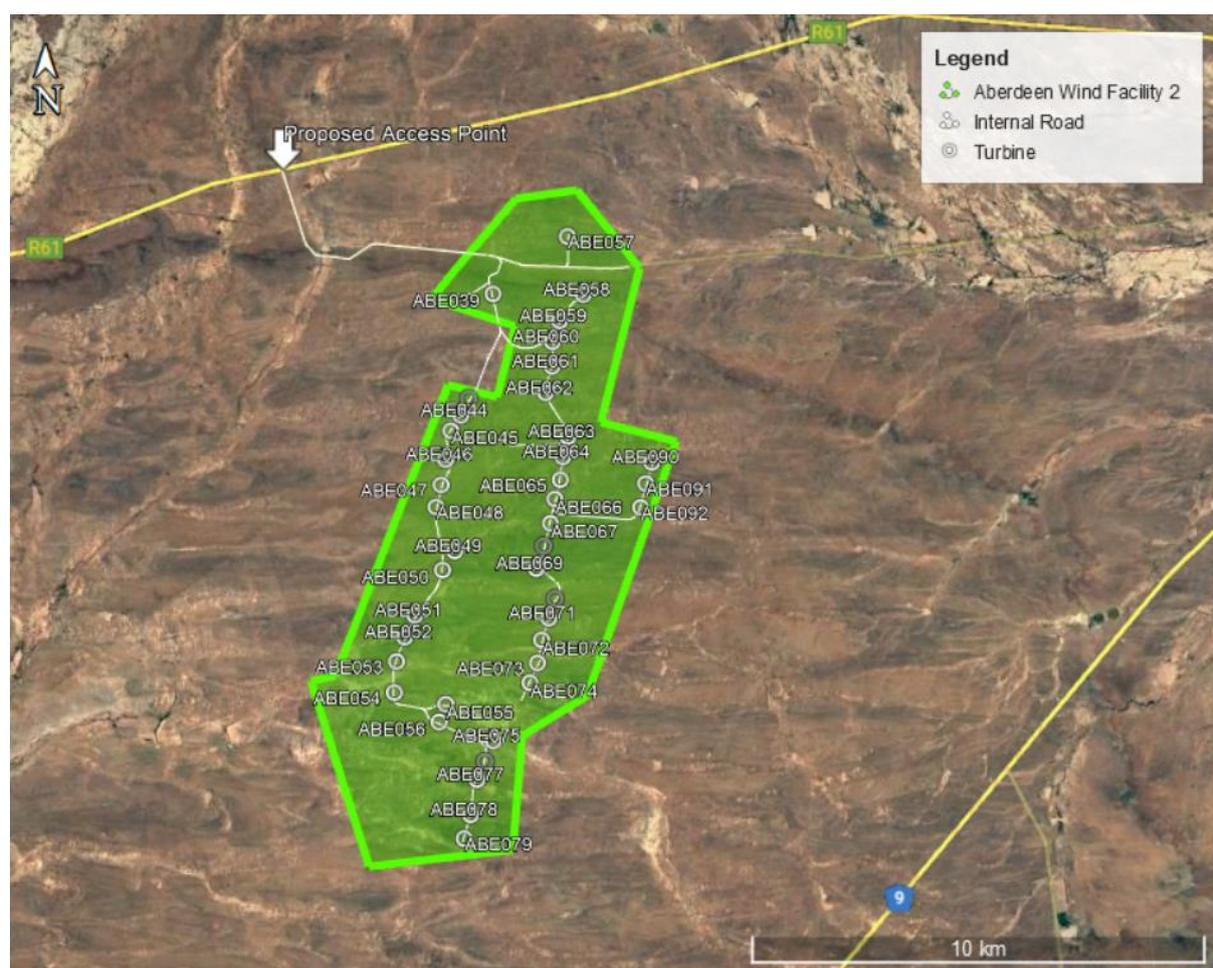 R61
Legend
Aberdeen Wind Facility 2
Internal Road
Turbine
N
Proposed Access Point
R61
ABE057
ABE039
ABE058
ABE059
ABE060
ABE061
ABE062
ABE044
ABE045
ABE063
ABE046
ABE064
ABE090
ABE047
ABE065
ABE091
ABE048
ABE066
ABE092
ABE067
ABE049
ABE069
ABE050
ABE051
ABE071
ABE052
ABE072
ABE053
ABE073
ABE054
ABE074
ABE055
ABE056
ABE075
ABE077
ABE078
ABE079
9
10 km